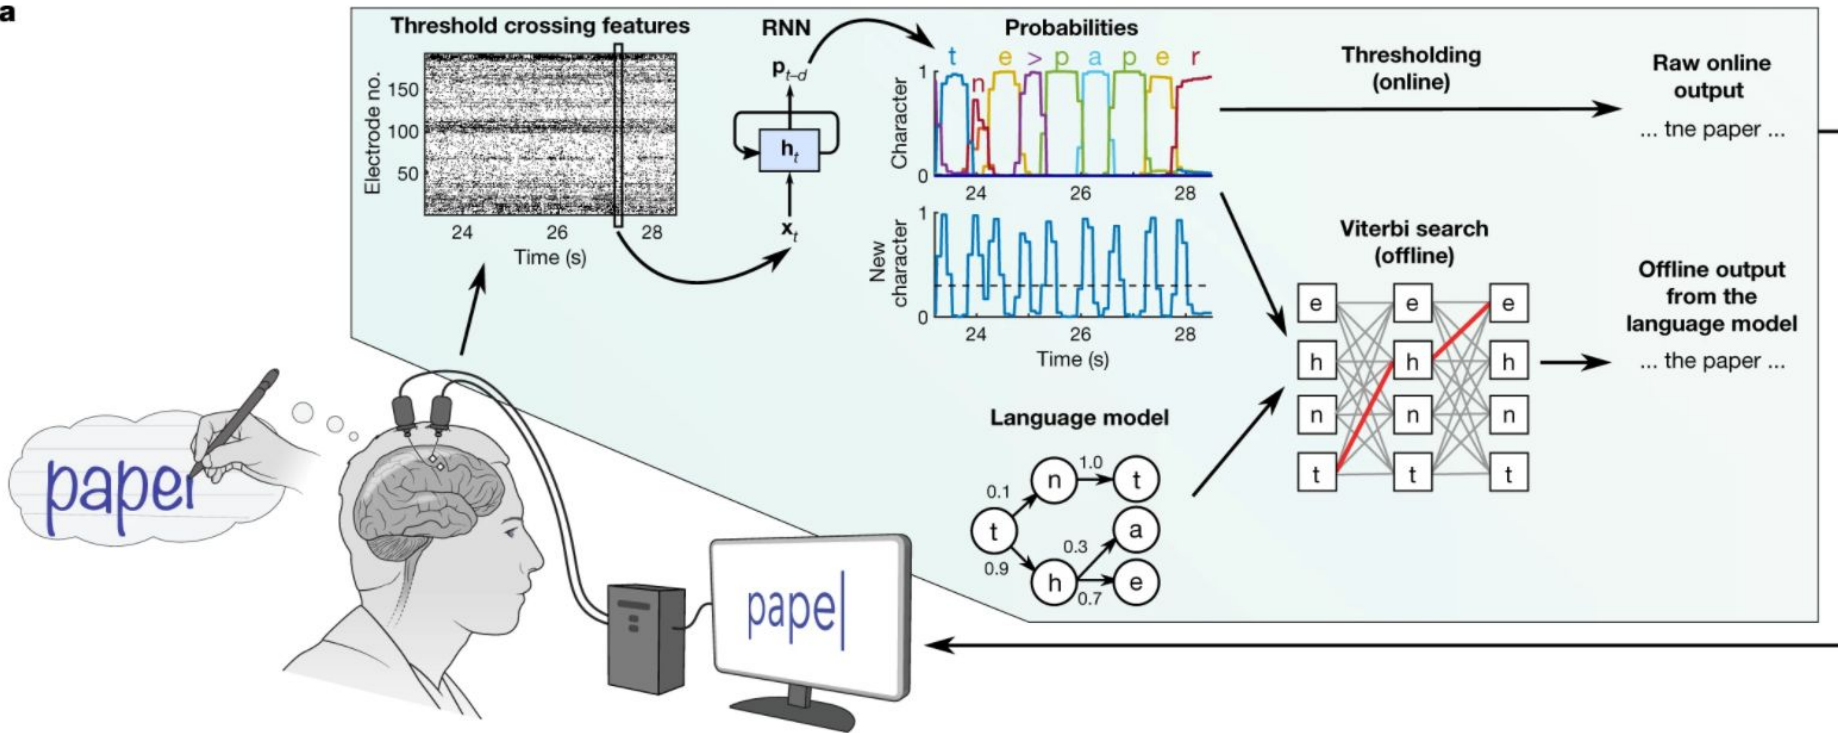 a
Threshold crossing features
Electrode no.
150
100
50
24 26 28
Time (s)
RNN
p t–d
h t
x t
Probabilities
t n e > p a p e r
Character
1
0
24 26 28
New
character
1
0
24 26 28
Time (s)
Thresholding
(online)
Raw online
output
... tne paper ...
Viterbi search
(offline)
e e e
h h h
n n n
t t t
Offline output
from the
language model
... the paper ...
Language model
t
0.1
n
1.0
t
0.9
h
0.3
a
0.7
e
paper
pape